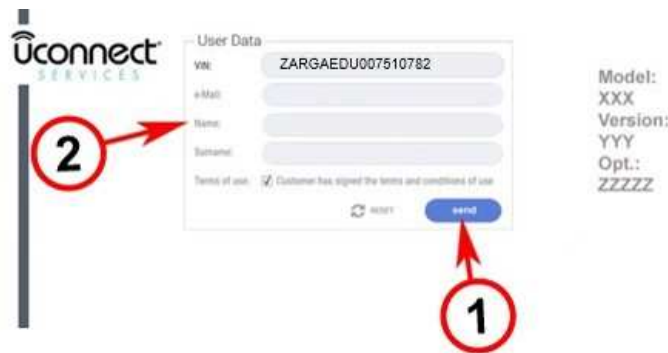 ūconnect
SERVICES
User Data
VIN: ZARGAEDU007510782
e-Mail:
Name:
Surname:
Terms of use: Customer has signed the terms and conditions of use
RESET send
2
1
Model:
XXX
Version:
YYY
Opt.:
ZZZZZ